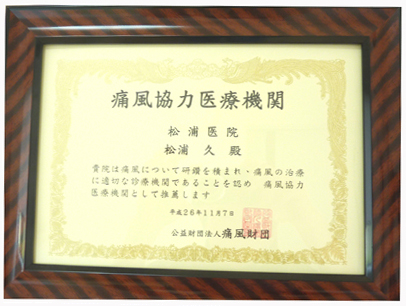 痛風協力医療機関
松浦医院
松浦 久 殿
貴院は痛風について研鑽を積まれ・痛風の治療
に適切な診療機関であることを認め 痛風協力
医療機関として推薦します
平成26年11月7日
公益財団法人 痛風財団